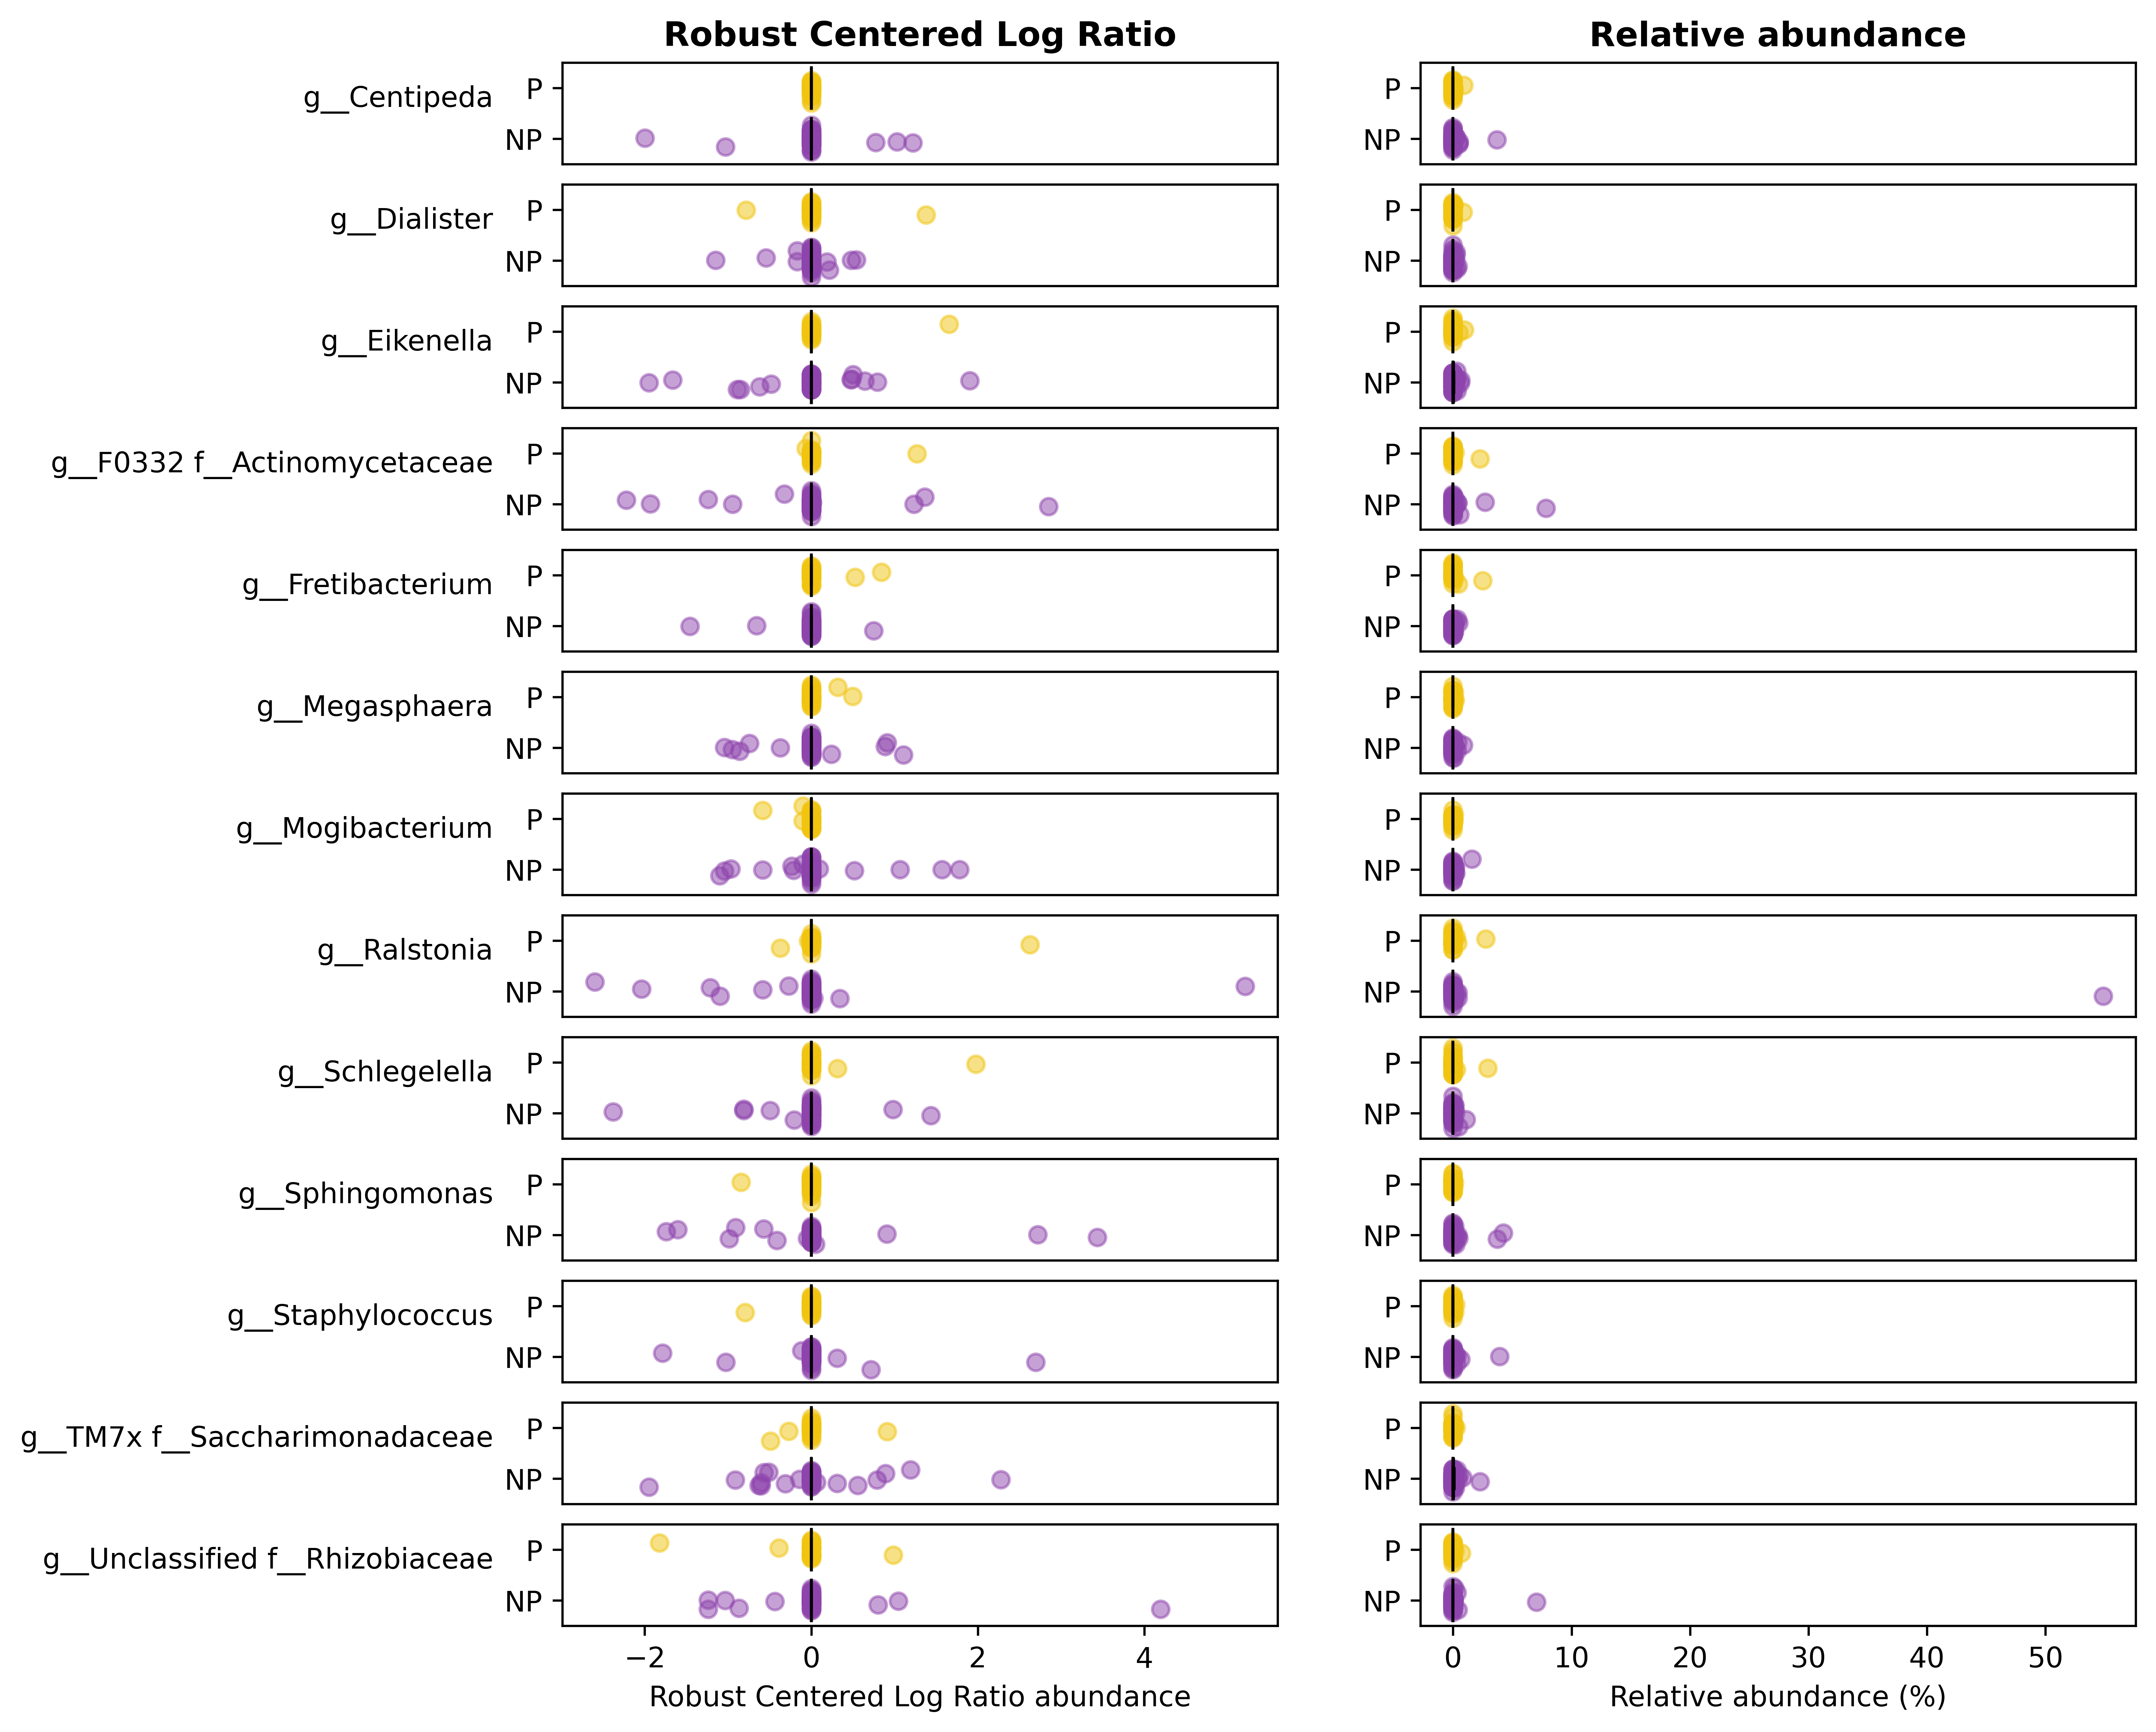 Robust Centered Log Ratio
Relative abundance
g__Centipeda
P
NP
P
NP
g__Dialister
P
NP
P
NP
g__Eikenella
P
NP
P
NP
g__F0332 f__Actinomycetaceae
P
NP
P
NP
g__Fretibacterium
P
NP
P
NP
g__Megasphaera
P
NP
P
NP
g__Mogibacterium
P
NP
P
NP
g__Ralstonia
P
NP
P
NP
g__Schlegelella
P
NP
P
NP
g__Sphingomonas
P
NP
P
NP
g__Staphylococcus
P
NP
P
NP
g__TM7x f__Saccharimonadaceae
P
NP
P
NP
g__Unclassified f__Rhizobiaceae
P
NP
P
NP
−2 0 2 4
Robust Centered Log Ratio abundance
0 10 20 30 40 50
Relative abundance (%)